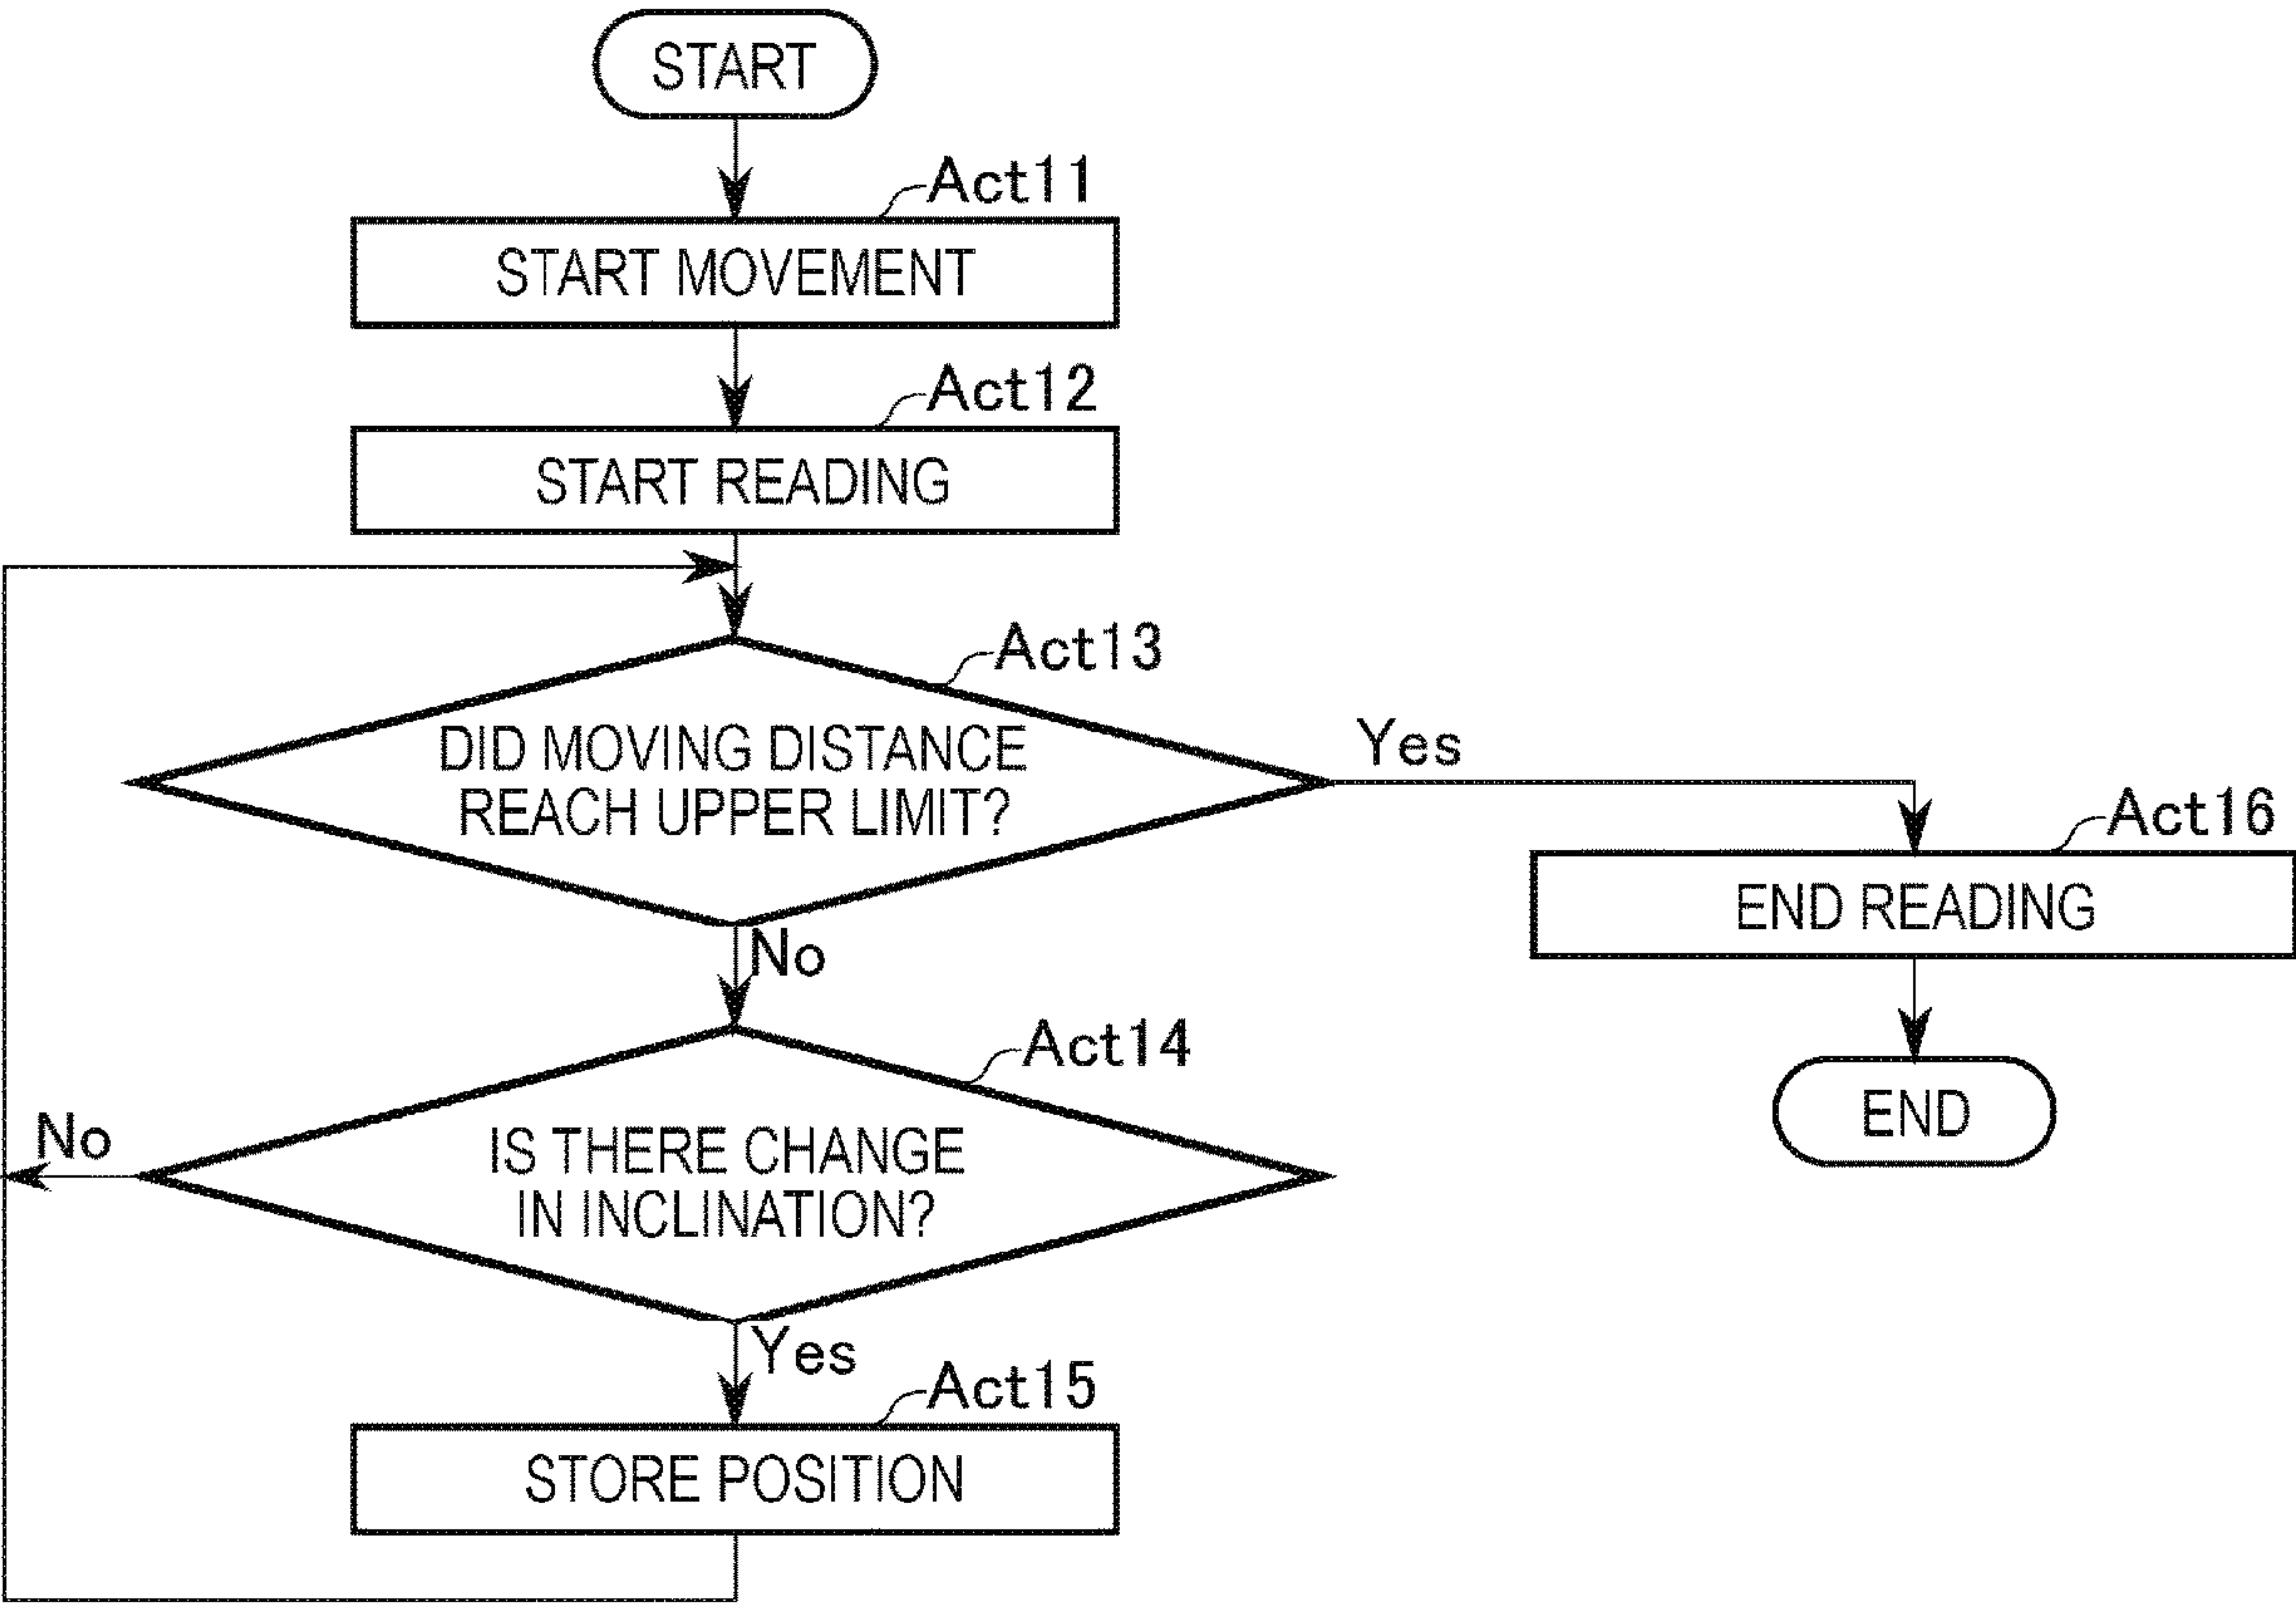 START
Act11
START MOVEMENT
Act12
START READING
Act13
DID MOVING DISTANCE
REACH UPPER LIMIT?
Yes
Act16
END READING
No
END
Act14
IS THERE CHANGE
IN INCLINATION?
No
Yes
Act15
STORE POSITION